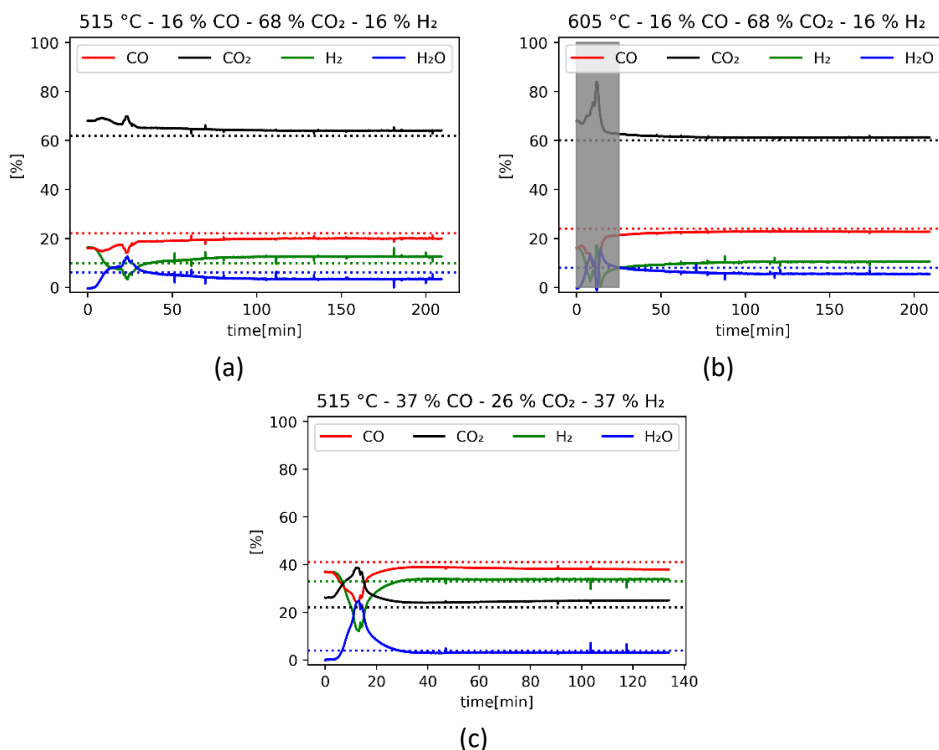 515 °C - 16 % CO - 68 % CO₂ - 16 % H₂
100
80
60
40
20
0
[%]
CO CO₂ H₂ H₂O
0 50 100 150 200
time[min]
(a)
605 °C - 16 % CO - 68 % CO₂ - 16 % H₂
100
80
60
40
20
0
[%]
CO CO₂ H₂ H₂O
0 50 100 150 200
time[min]
(b)
515 °C - 37 % CO - 26 % CO₂ - 37 % H₂
100
80
60
40
20
0
[%]
CO CO₂ H₂ H₂O
0 20 40 60 80 100 120 140
time[min]
(c)